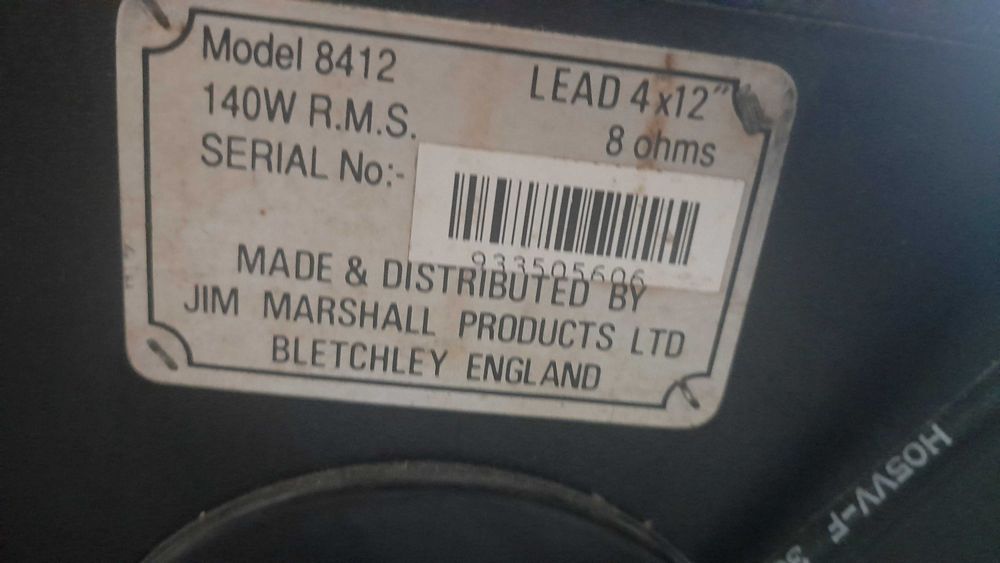 Model 8412
LEAD 4x12"
140W R.M.S.
8 ohms
SERIAL No:-
933505606
MADE & DISTRIBUTED BY
JIM MARSHALL PRODUCTS LTD
BLETCHLEY ENGLAND
H05VV-F